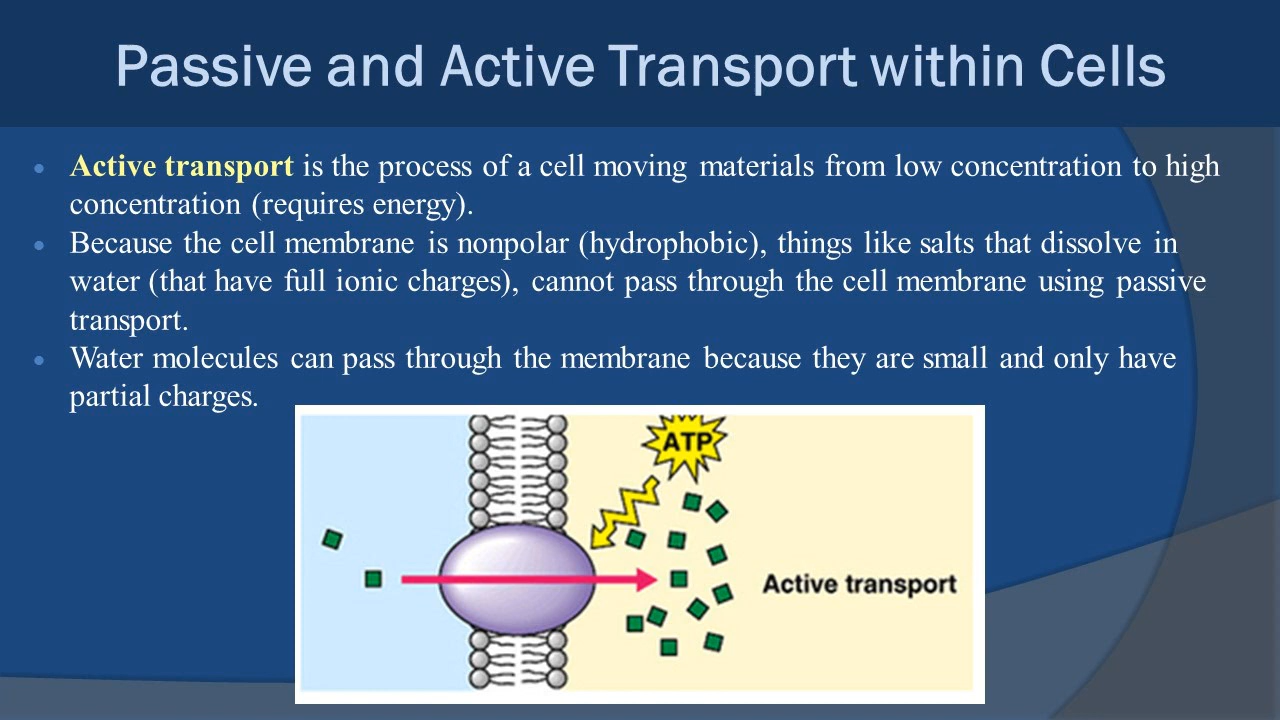 Passive and Active Transport within Cells
Active transport is the process of a cell moving materials from low concentration to high
concentration (requires energy).
Because the cell membrane is nonpolar (hydrophobic), things like salts that dissolve in
water (that have full ionic charges), cannot pass through the cell membrane using passive
transport.
Water molecules can pass through the membrane because they are small and only have
partial charges.
ATP
Active transport